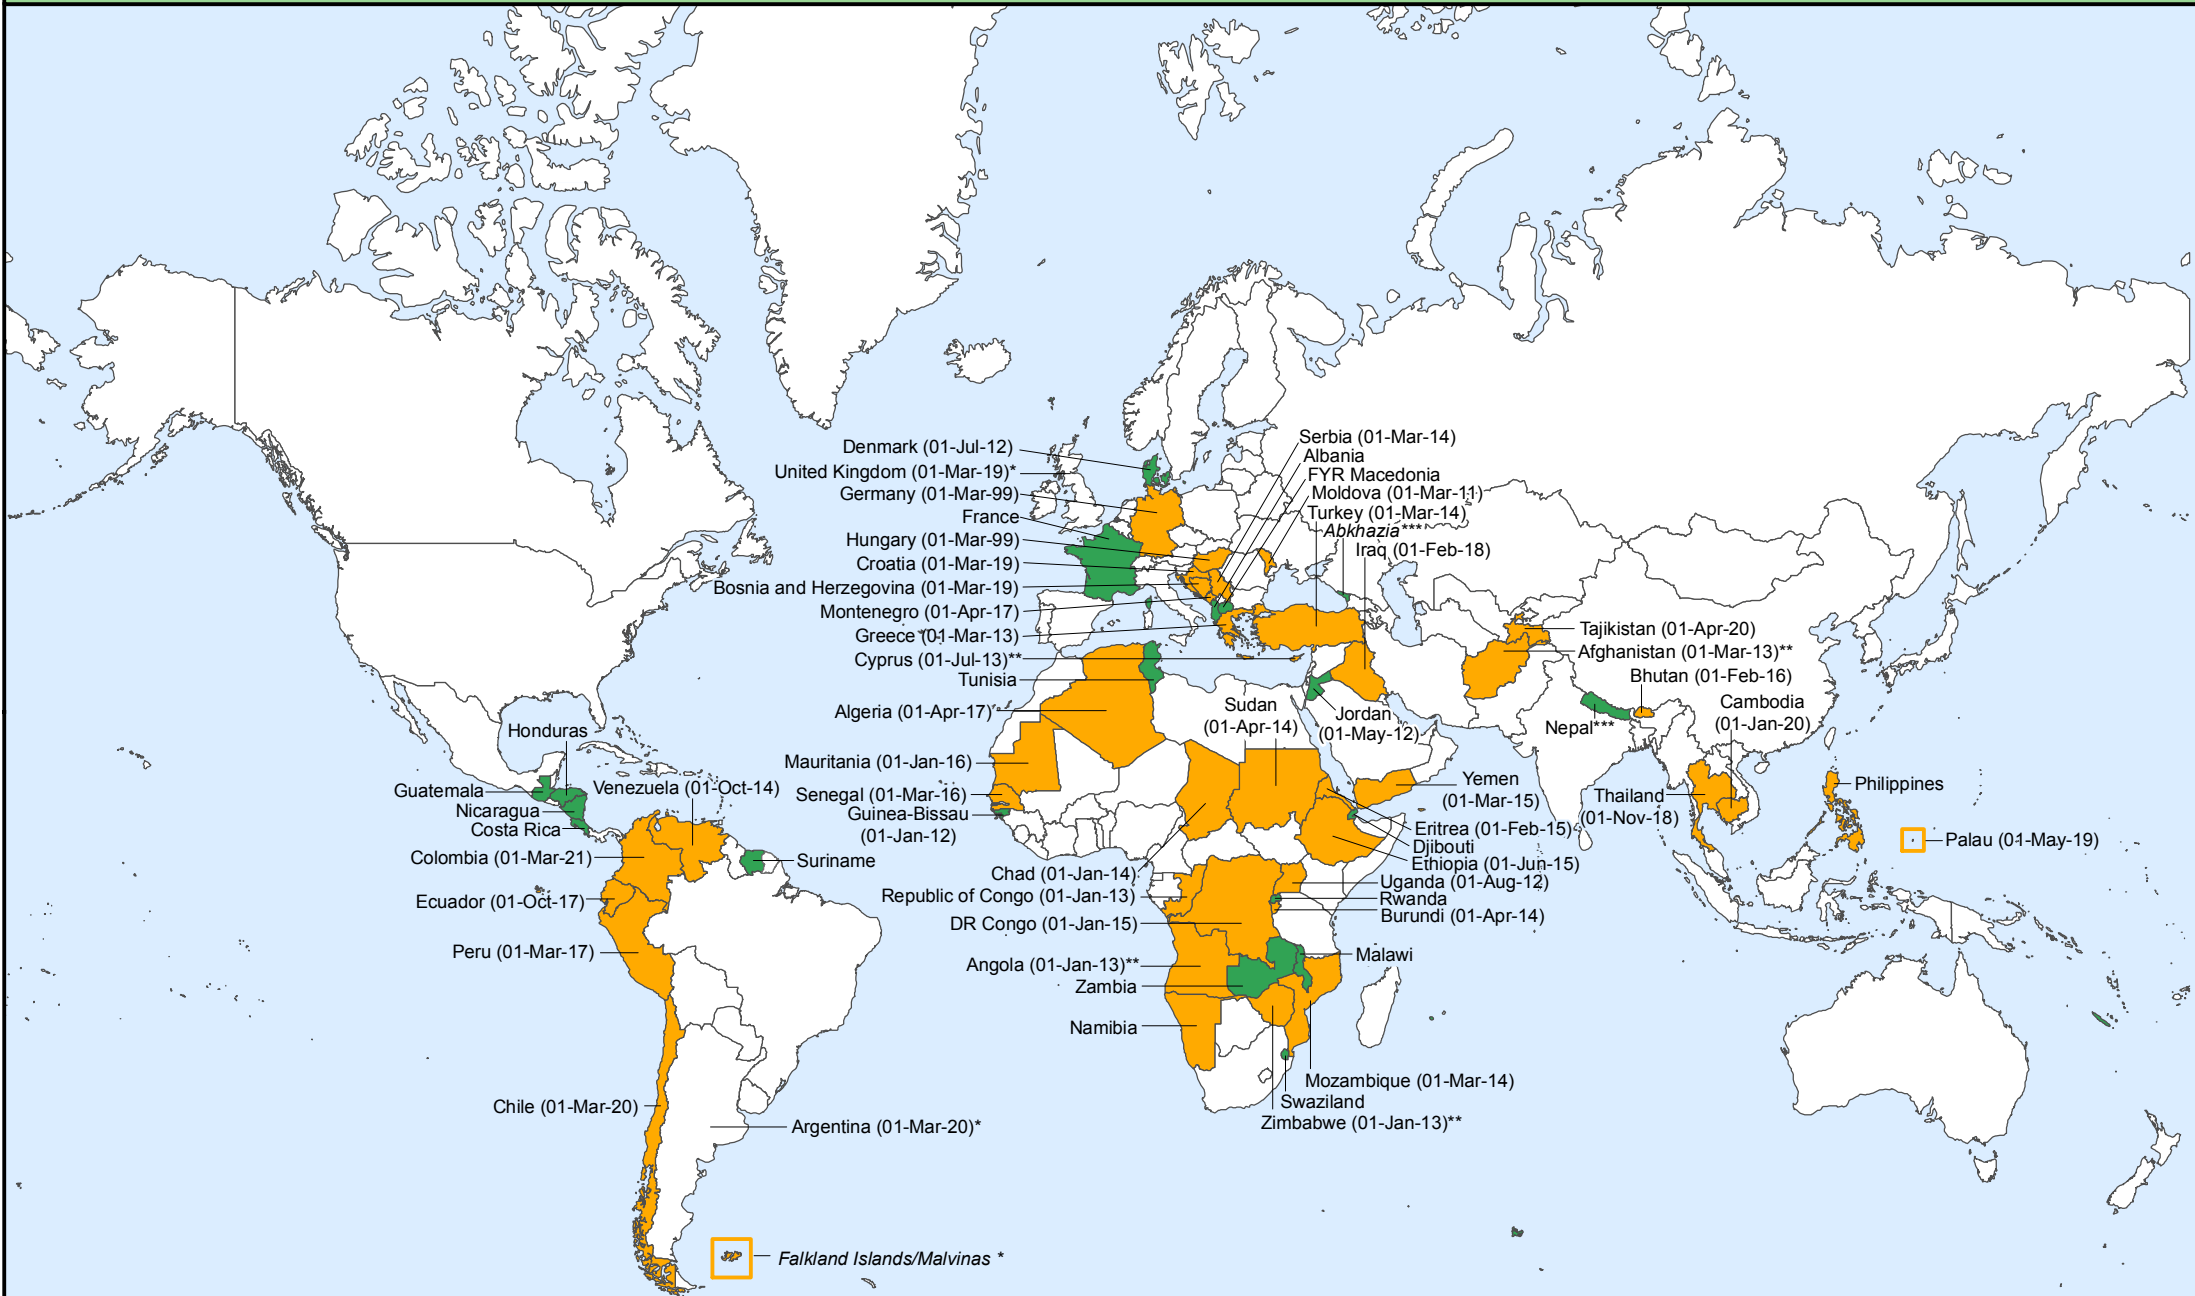 Denmark (01-Jul-12)
United Kingdom (01-Mar-19)*
Germany (01-Mar-99)
France
Hungary (01-Mar-99)
Croatia (01-Mar-19)
Bosnia and Herzegovina (01-Mar-19)
Montenegro (01-Apr-17)
Greece (01-Mar-13)
Cyprus (01-Jul-13)**
Tunisia
Algeria (01-Apr-17)
Mauritania (01-Jan-16)
Senegal (01-Mar-16)
Guinea-Bissau
(01-Jan-12)
Serbia (01-Mar-14)
Albania
FYR Macedonia
Moldova (01-Mar-11)
Turkey (01-Mar-14)
Abkhazia***
Iraq (01-Feb-18)
Tajikistan (01-Apr-20)
Afghanistan (01-Mar-13)**
Bhutan (01-Feb-16)
Cambodia
(01-Jan-20)
Nepal***
Jordan
(01-May-12)
Sudan
(01-Apr-14)
Honduras
Guatemala
Venezuela (01-Oct-14)
Nicaragua
Costa Rica
Colombia (01-Mar-21)
Suriname
Ecuador (01-Oct-17)
Peru (01-Mar-17)
Chile (01-Mar-20)
Argentina (01-Mar-20)*
Falkland Islands/Malvinas *
Yemen
(01-Mar-15)
Thailand
(01-Nov-18)
Philippines
Palau (01-May-19)
Eritrea (01-Feb-15)
Djibouti
Ethiopia (01-Jun-15)
Chad (01-Jan-14)
Uganda (01-Aug-12)
Republic of Congo (01-Jan-13)
Rwanda
Burundi (01-Apr-14)
DR Congo (01-Jan-15)
Malawi
Angola (01-Jan-13)**
Zambia
Namibia
Mozambique (01-Mar-14)
Swaziland
Zimbabwe (01-Jan-13)**